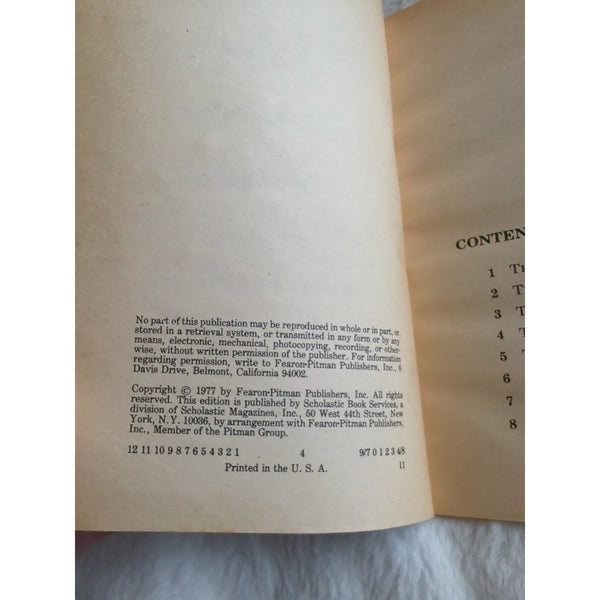 No part of this publication may be reproduced in whole or in part, or
stored in a retrieval system, or transmitted in any form or by any
means, electronic, mechanical, photocopying, recording, or other-
wise, without written permission of the publisher. For information
regarding permission, write to Fearon-Pitman Publishers, Inc., 6
Davis Drive, Belmont, California 94002.
Copyright © 1977 by Fearon-Pitman Publishers, Inc. All rights
reserved. This edition is published by Scholastic Book Services, a
division of Scholastic Magazines, Inc., 50 West 44th Street, New
York, N.Y. 10036, by arrangement with Fearon-Pitman Publishers,
Inc., Member of the Pitman Group.
12 11 10 9 8 7 6 5 4 3 2 1 4 9/7 0 1 2 3 4/8
Printed in the U. S. A. 11
CONTEN
1
2
3
4
5
6
7
8